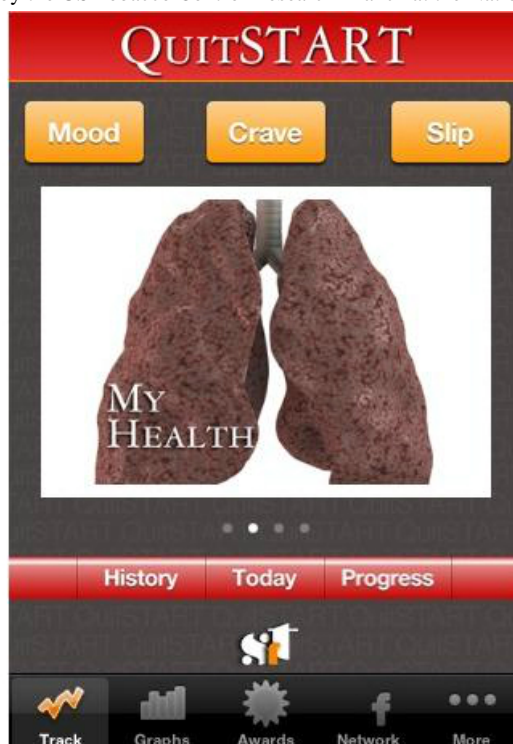 QUITSTART
Mood Crave Slip
MY
HEALTH
History Today Progress
Track Graphs Awards Network More